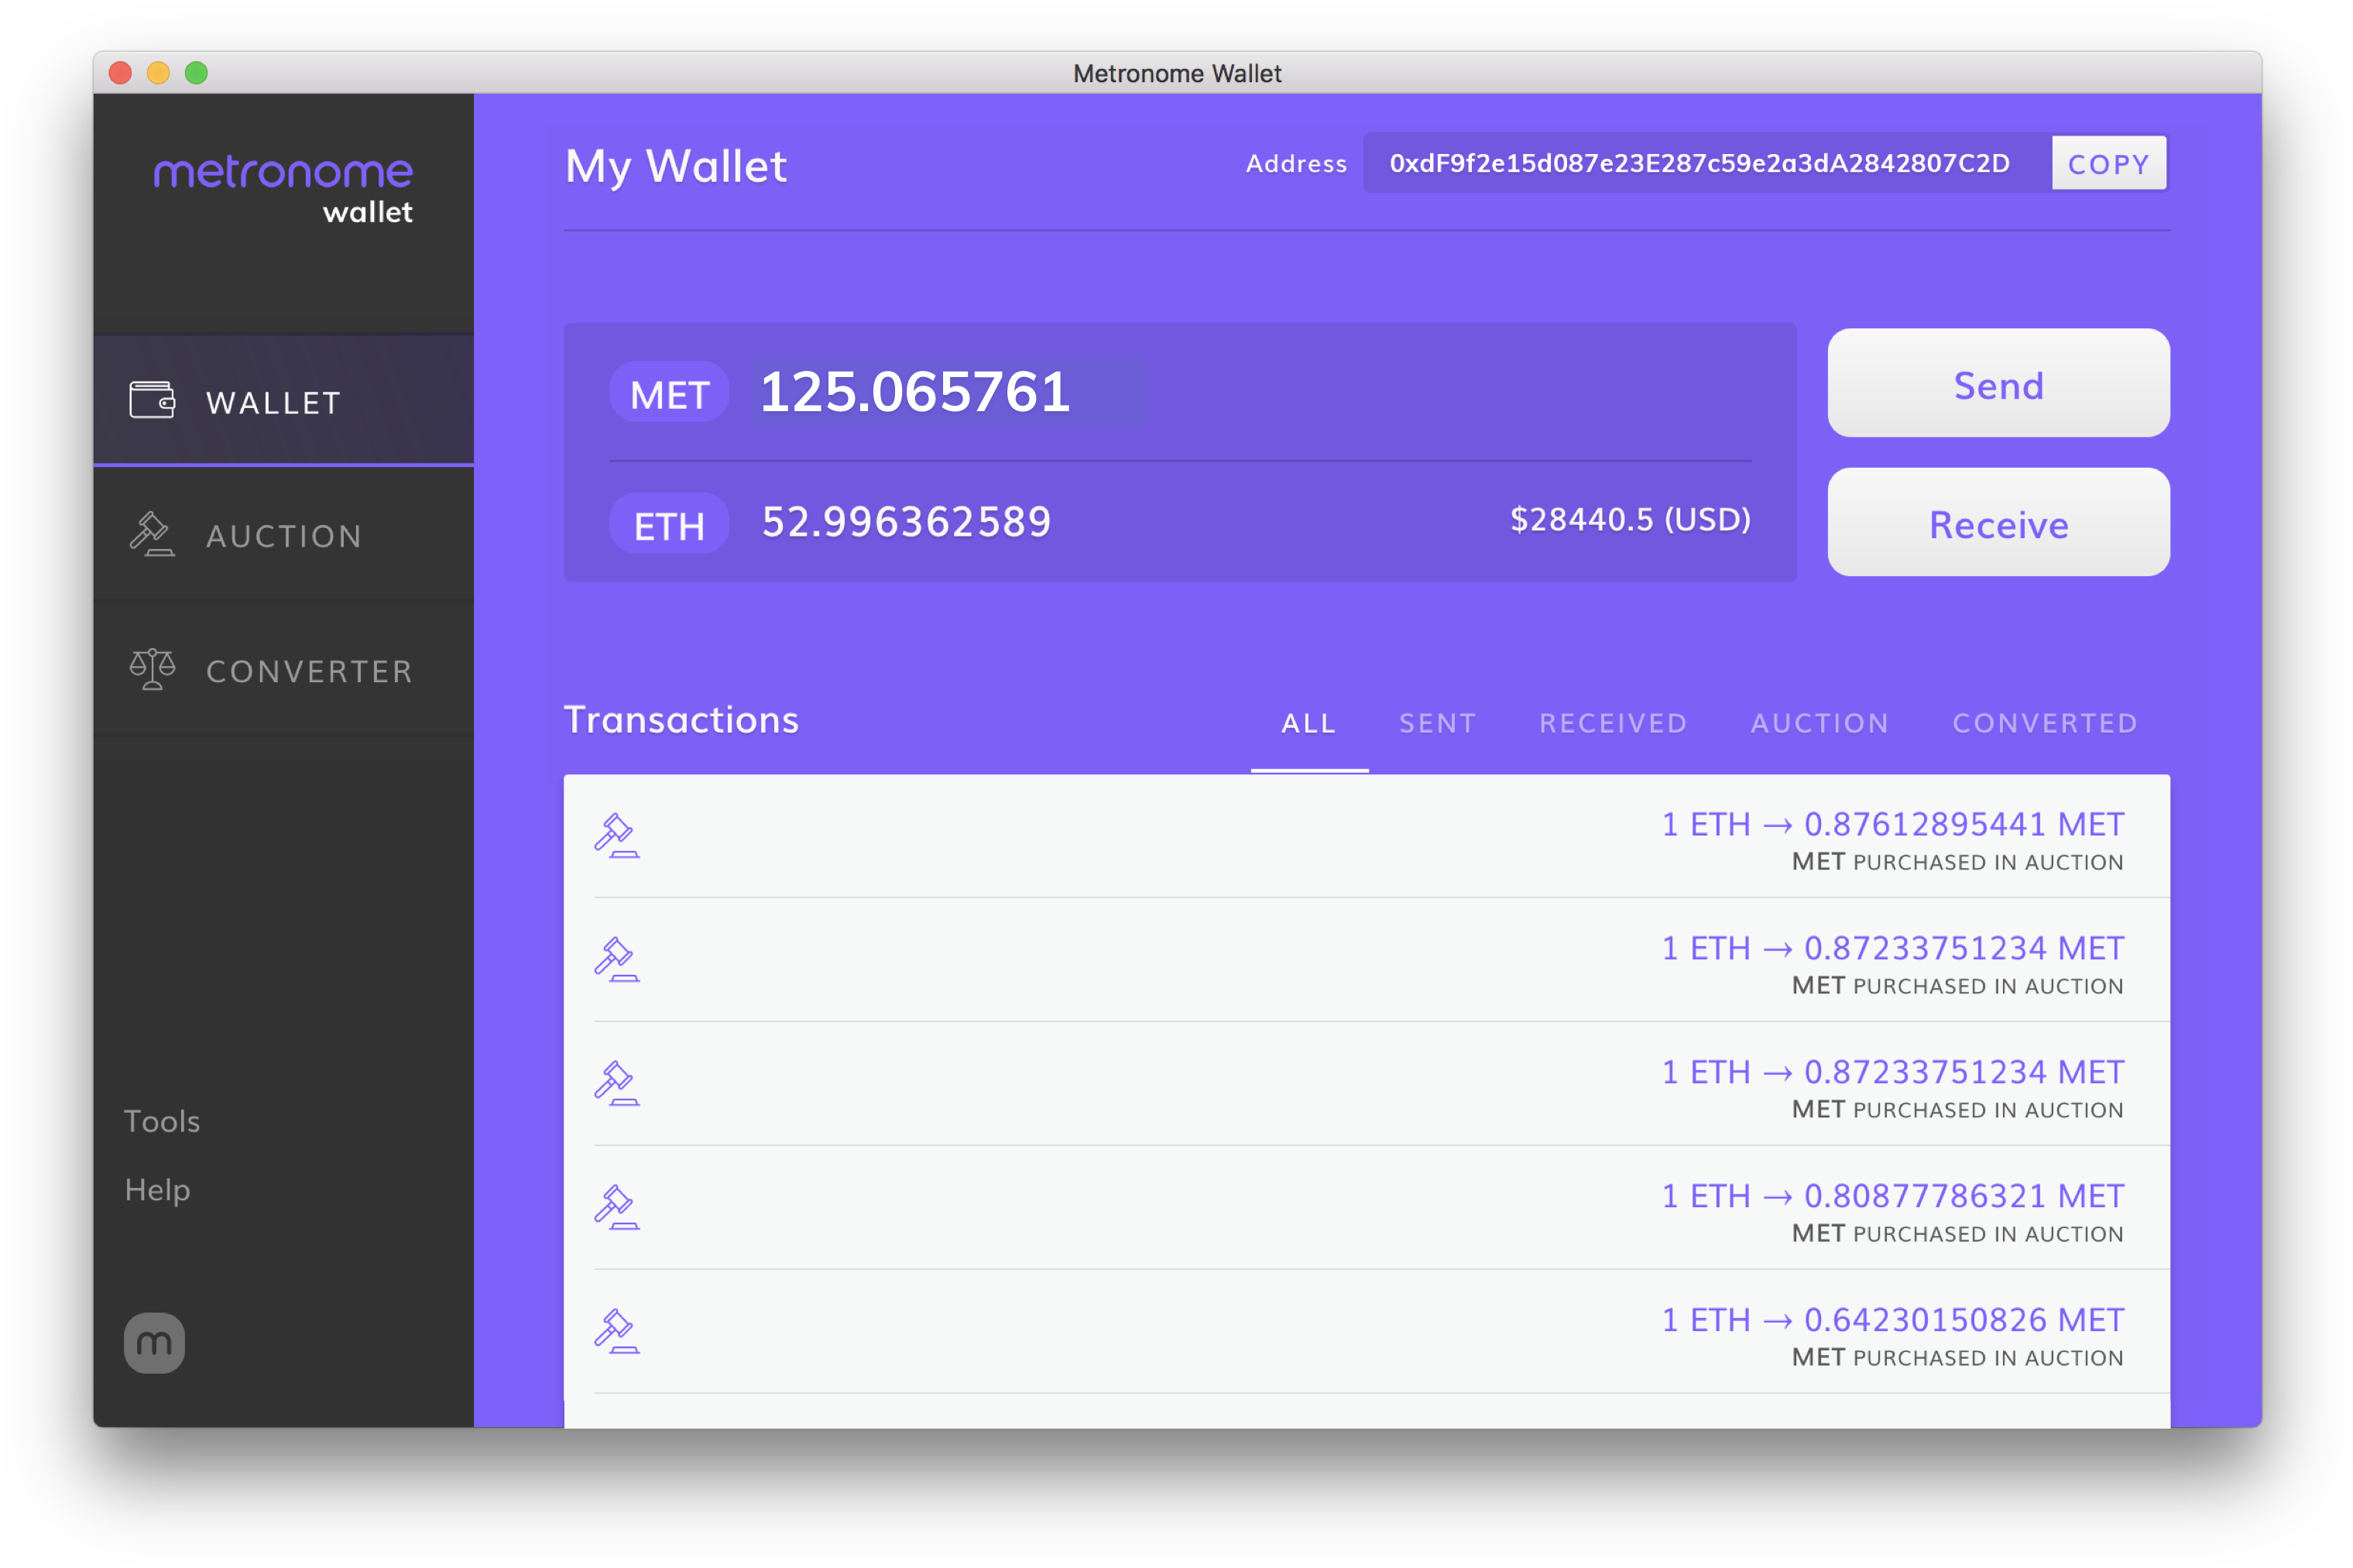 Metronome Wallet
metronome
wallet
My Wallet
Address 0xdF9f2e15d087e23E287c59e2a3dA2842807C2D COPY
WALLET
AUCTION
CONVERTER
Tools
Help
m
MET 125.065761
ETH 52.996362589 $28440.5 (USD)
Send
Receive
Transactions ALL SENT RECEIVED AUCTION CONVERTED
1 ETH → 0.87612895441 MET
MET PURCHASED IN AUCTION
1 ETH → 0.87233751234 MET
MET PURCHASED IN AUCTION
1 ETH → 0.87233751234 MET
MET PURCHASED IN AUCTION
1 ETH → 0.80877786321 MET
MET PURCHASED IN AUCTION
1 ETH → 0.64230150826 MET
MET PURCHASED IN AUCTION